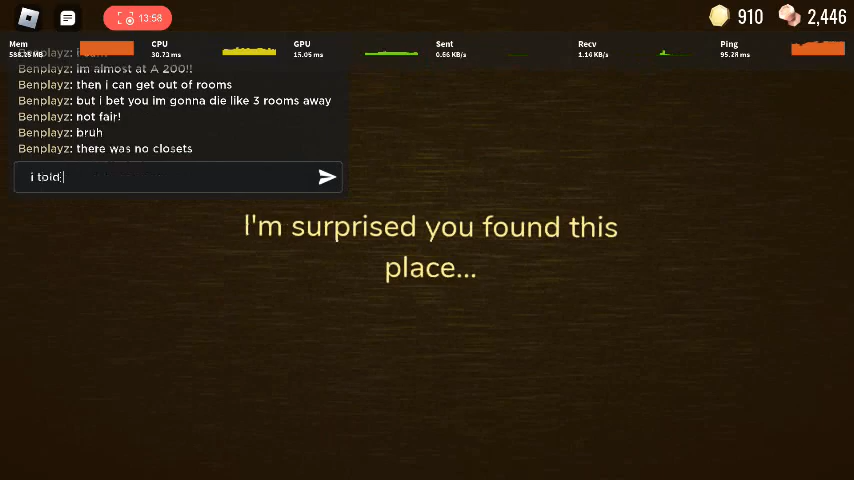 13:58
910
2,446
Mem
CPU
GPU
Sent
Recv
Ping
30.73 ms
15.05 ms
0.66 KB/s
1.14 KB/s
95.28 ms
Benplayz:
Benplayz: im almost at A 200!!
Benplayz: then i can get out of rooms
Benplayz: but i bet you im gonna die like 3 rooms away
Benplayz: not fair!
Benplayz: bruh
Benplayz: there was no closets
i told
I'm surprised you found this
place...